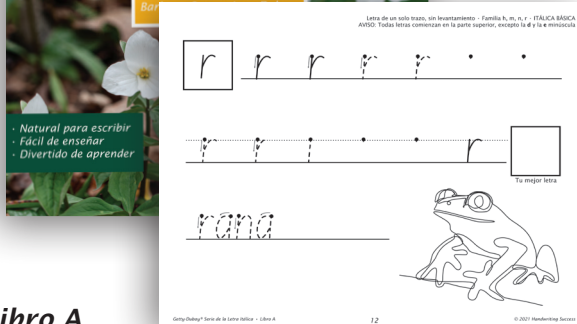 Bar
· Natural para escribir
· Fácil de enseñar
· Divertido de aprender
Letra de un solo trazo, sin levantamiento - Familia h, m, n, r - ITÁLICA BÁSICA
AVISO: Todas letras comienzan en la parte superior, excepto la d y la e minúscula
r r r r r
r r r
Tu mejor letra
rana
Getty-Dubay® Serie de la Letra Itálica - Libro A
12
© 2021 Handwriting Success
ibro A